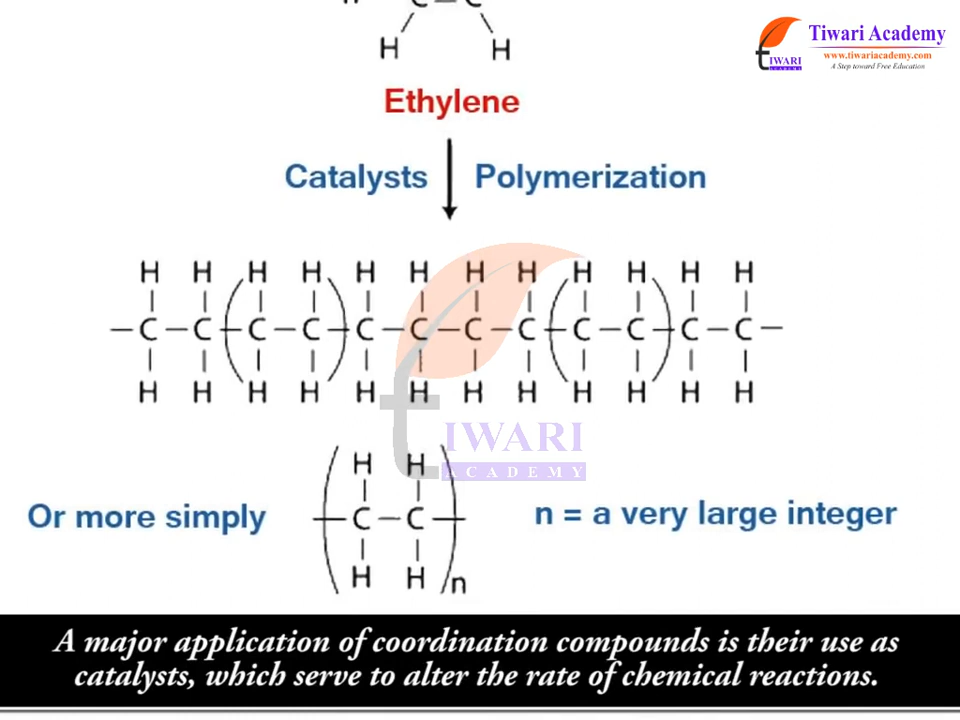 n C C
H H
Tiwari Academy
TIWARI
ACADEMY
www.tiwariacademy.com
A Step toward Free Education
Ethylene
Catalysts Polymerization
H H H H H H H H H H H H
C C C C C C C C C C C C
H H H H H H H H H H H H
TIWARI
ACADEMY
H H
Or more simply C C n = a very large integer
H H n
A major application of coordination compounds is their use as
catalysts, which serve to alter the rate of chemical reactions.